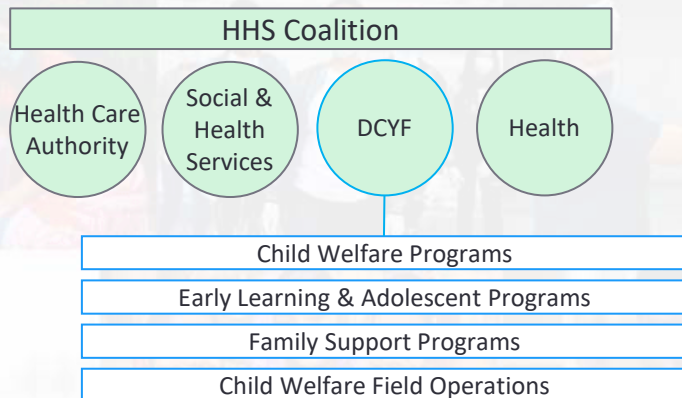 HHS Coalition
Health Care
Authority
Social &
Health
Services
DCYF
Health
Child Welfare Programs
Early Learning & Adolescent Programs
Family Support Programs
Child Welfare Field Operations